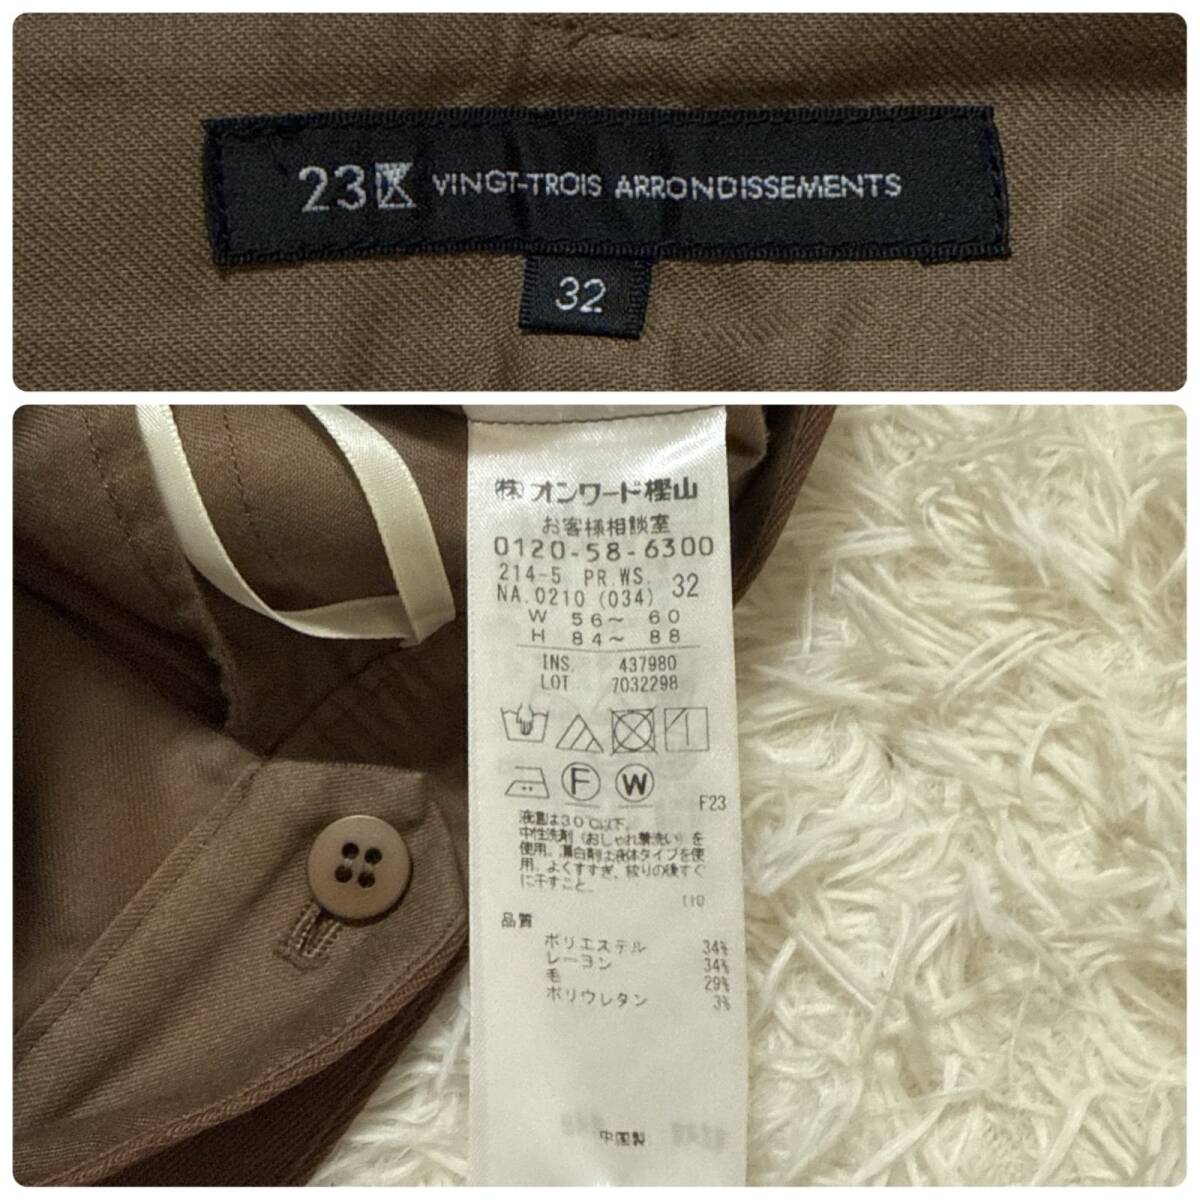 23区 VINGT-TROIS ARRONDISSEMENTS
32
㈱オンワード樫山
お客様相談室
0120-58-6300
214-5 PR.WS.
NA.0210 (034) 32
W 56~ 60
H 84~ 88
INS. 437980
LOT 7032298
F W
F23
液温は30℃以下。
中性洗剤（おしゃれ着洗い）を
使用。漂白剤は液体タイプを使
用。よくすすぎ、絞りの後すぐ
に干すこと。
110
品質
ポリエステル 34%
レーヨン 34%
毛 29%
ポリウレタン 3%
中国製